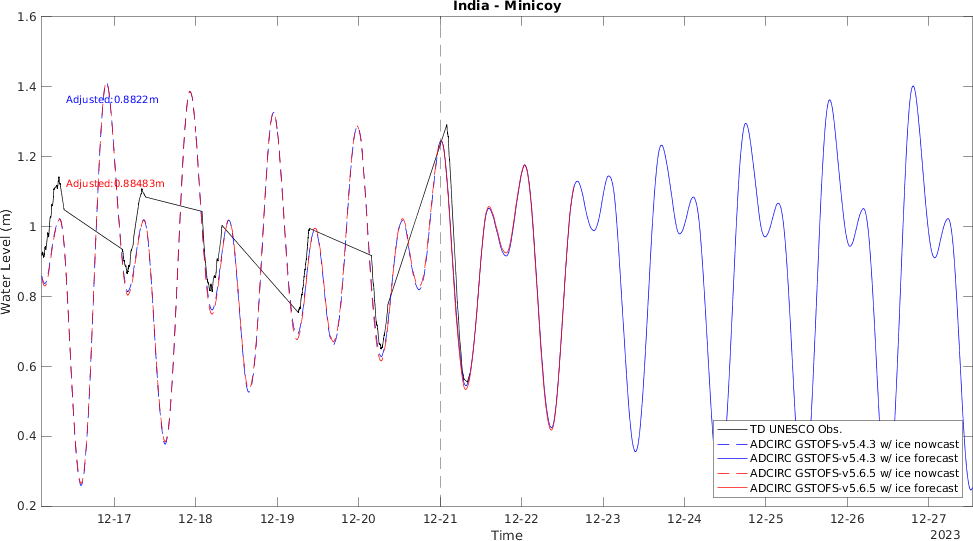 India - Minicoy
1.6
1.4
1.2
1
0.8
0.6
0.4
0.2
Water Level (m)
Adjusted:0.8822m
Adjusted:0.88483m
TD UNESCO Obs.
ADCIRC GSTOFS-v5.4.3 w/ ice nowcast
ADCIRC GSTOFS-v5.4.3 w/ ice forecast
ADCIRC GSTOFS-v5.6.5 w/ ice nowcast
ADCIRC GSTOFS-v5.6.5 w/ ice forecast
12-17 12-18 12-19 12-20 12-21 12-22 12-23 12-24 12-25 12-26 12-27
Time
2023